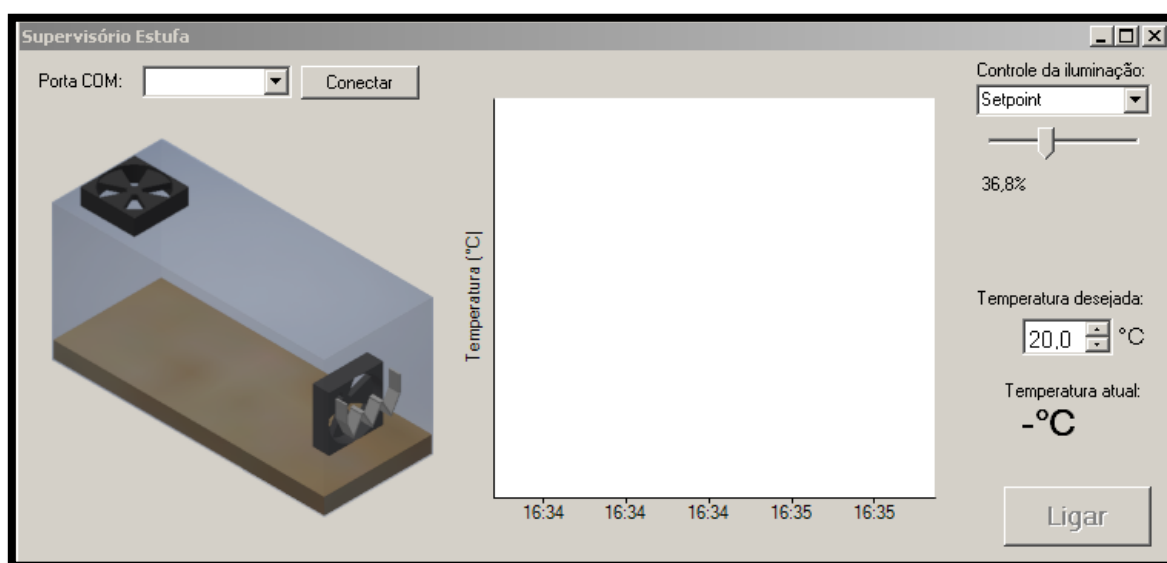 Supervisório Estufa
Porta COM:
Conectar
Controle da iluminação:
Setpoint
36,8%
Temperatura (°C)
Temperatura desejada:
20,0 °C
Temperatura atual:
-°C
16:34 16:34 16:34 16:35 16:35
Ligar